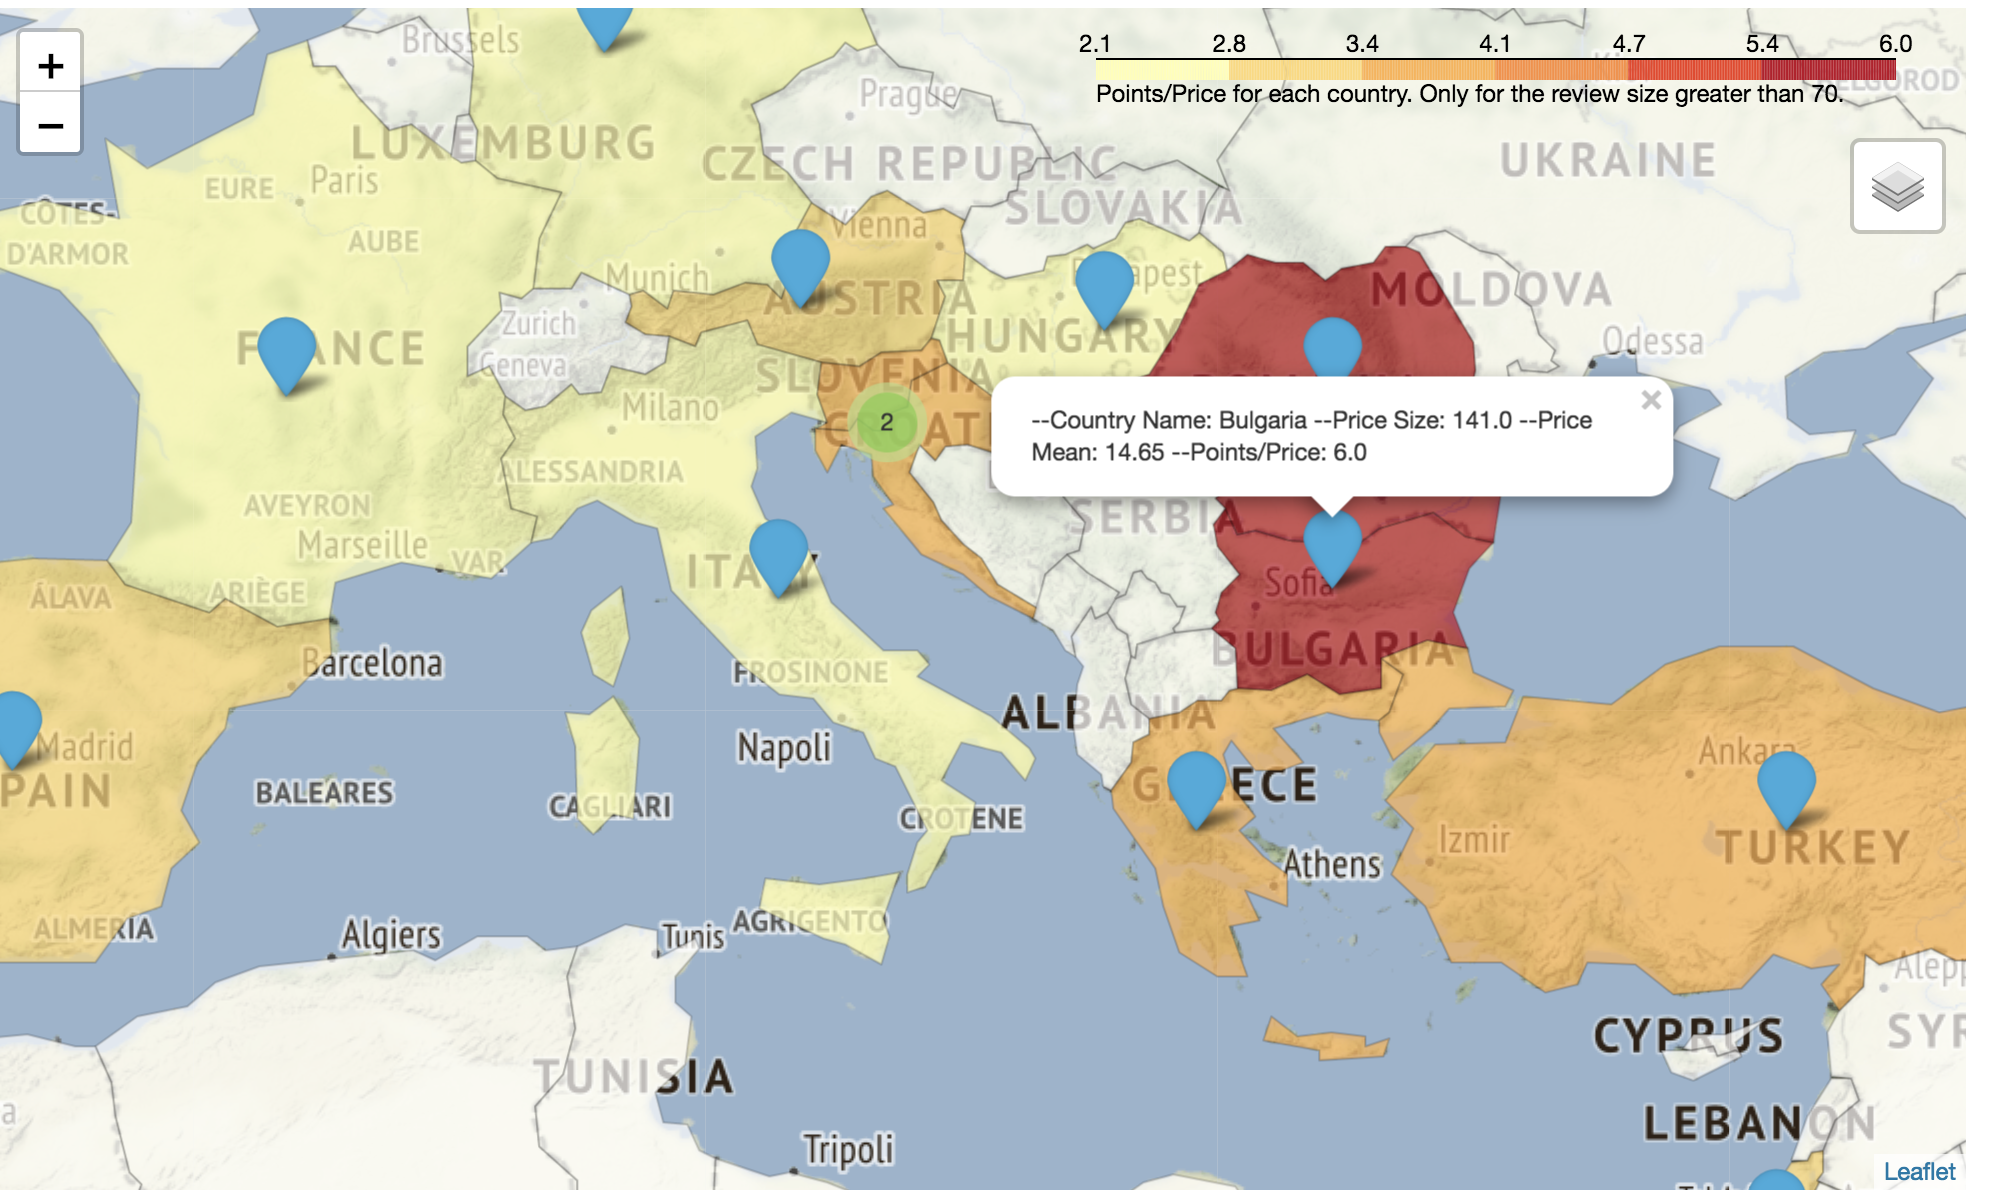 +
−
2.1 2.8 3.4 4.1 4.7 5.4 6.0
Points/Price for each country. Only for the review size greater than 70.
Brussels
Prague
LUXEMBURG
CZECH REPUBLIC
UKRAINE
EURE
Paris
SLOVAKIA
CÔTES-
D'ARMOR
AUBE
Vienna
Munich
AUSTRIA
MOLDOVA
Zurich
HUNGARY
Odessa
FRANCE
Geneva
SLOVENIA
Milano
2
--Country Name: Bulgaria --Price Size: 141.0 --Price
Mean: 14.65 --Points/Price: 6.0
×
ALESSANDRIA
AVEYRON
SERBIA
Marseille
VAR
ITALY
ÁLAVA
ARIÈGE
Sofia
BULGARIA
Barcelona
FROSINONE
ALBANIA
Madrid
Napoli
Ankara
PAIN
BALEARES
CAGLIARI
GREECE
CROTENE
Izmir
TURKEY
Athens
ALMERIA
Algiers
Tunis
AGRIGENTO
Alepp
CYPRUS
SYR
TUNISIA
a
LEBANON
Tripoli
Leaflet